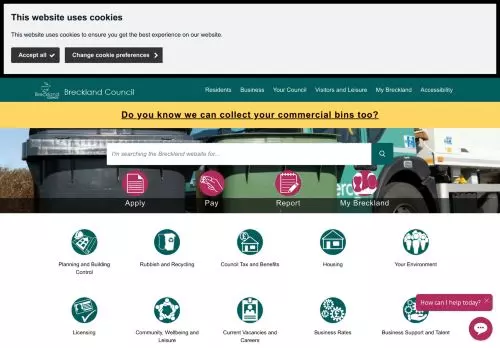 This website uses cookies
This website uses cookies to ensure you get the best experience on our website.
Accept all
Change cookie preferences
Breckland Council
Residents
Business
Your Council
Visitors and Leisure
My Breckland
Accessibility
Do you know we can collect your commercial bins too?
I'm searching the Breckland website for...
Apply
Pay
Report
My Breckland
Planning and Building
Control
Rubbish and Recycling
Council Tax and Benefits
Housing
Your Environment
How can I help today?
Licensing
Community, Wellbeing and
Leisure
Current Vacancies and
Careers
Business Rates
Business Support and Talent